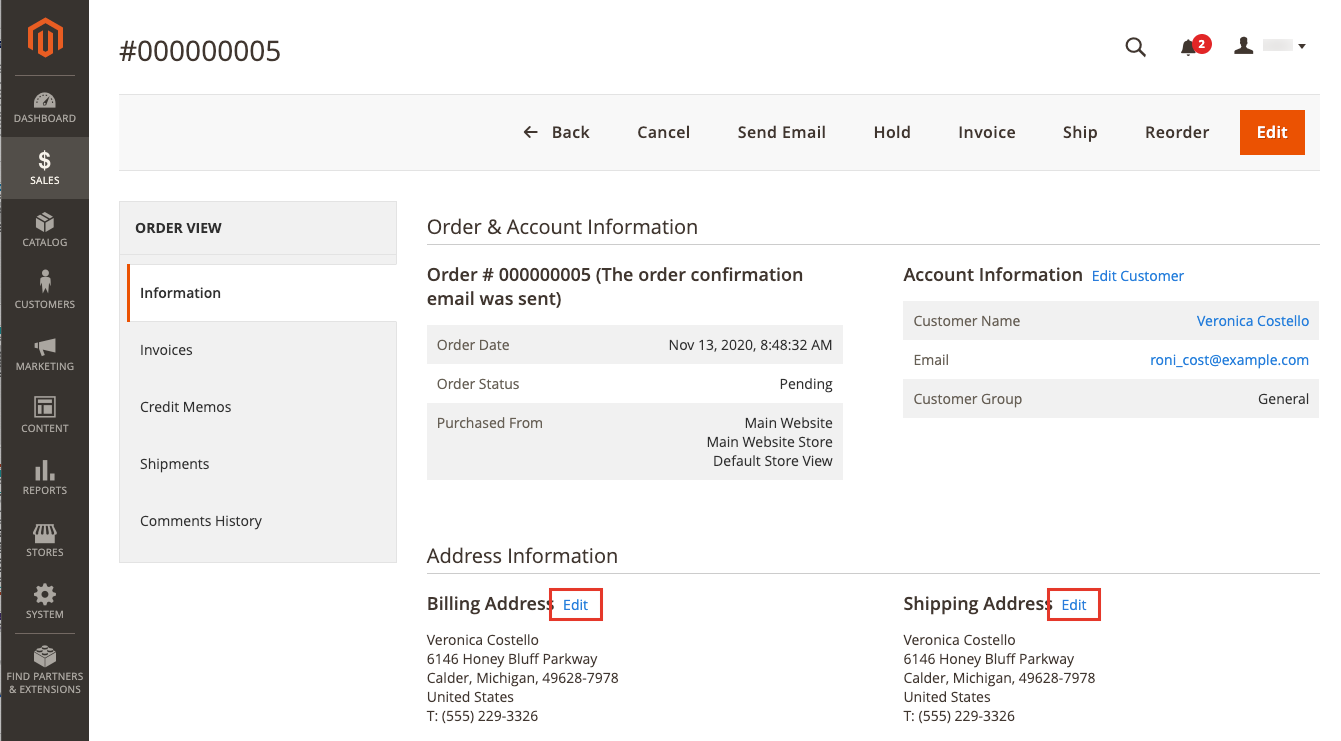 #000000005
2
DASHBOARD
SALES
CATALOG
CUSTOMERS
MARKETING
CONTENT
REPORTS
STORES
SYSTEM
FIND PARTNERS
& EXTENSIONS
Back
Cancel
Send Email
Hold
Invoice
Ship
Reorder
Edit
ORDER VIEW
Information
Invoices
Credit Memos
Shipments
Comments History
Order & Account Information
Order # 000000005 (The order confirmation
email was sent)
Order Date Nov 13, 2020, 8:48:32 AM
Order Status Pending
Purchased From Main Website
Main Website Store
Default Store View
Account Information Edit Customer
Customer Name Veronica Costello
Email roni_cost@example.com
Customer Group General
Address Information
Billing Address Edit
Veronica Costello
6146 Honey Bluff Parkway
Calder, Michigan, 49628-7978
United States
T: (555) 229-3326
Shipping Address Edit
Veronica Costello
6146 Honey Bluff Parkway
Calder, Michigan, 49628-7978
United States
T: (555) 229-3326